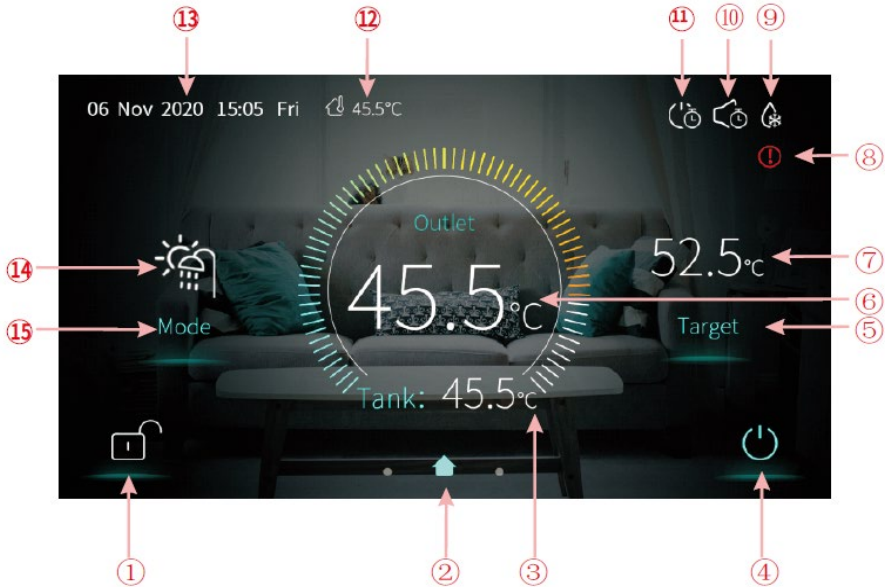 ⑬ ⑫ ⑪ ⑩ ⑨
06 Nov 2020 15:05 Fri 45.5°C
⑧
Outlet
52.5°C ⑦
⑭
45.5°C ⑥
⑮ Mode
Target ⑤
Tank: 45.5°C
① ② ③ ④